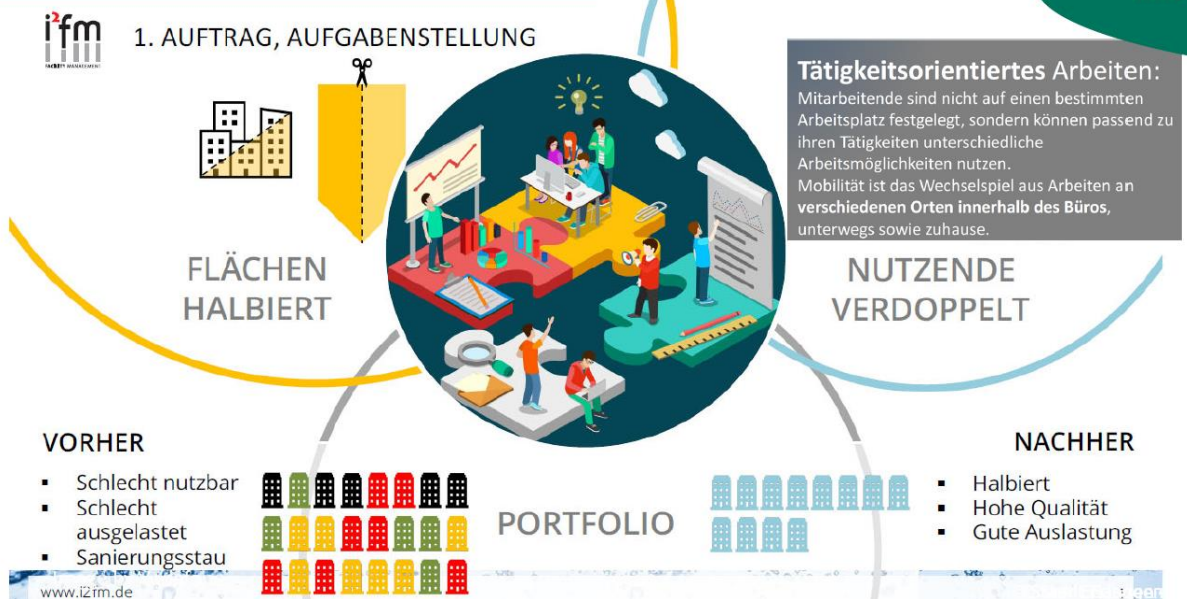 i²fm
FACILITY MANAGEMENT
1. AUFTRAG, AUFGABENSTELLUNG
Tätigkeitsorientiertes Arbeiten:
Mitarbeitende sind nicht auf einen bestimmten
Arbeitsplatz festgelegt, sondern können passend zu
ihren Tätigkeiten unterschiedliche
Arbeitsmöglichkeiten nutzen.
Mobilität ist das Wechselspiel aus Arbeiten an
verschiedenen Orten innerhalb des Büros,
unterwegs sowie zuhause.
FLÄCHEN
HALBIERT
NUTZENDE
VERDOPPELT
VORHER
▪ Schlecht nutzbar
▪ Schlecht
ausgelastet
▪ Sanierungsstau
PORTFOLIO
NACHHER
▪ Halbiert
▪ Hohe Qualität
▪ Gute Auslastung
www.i2fm.de